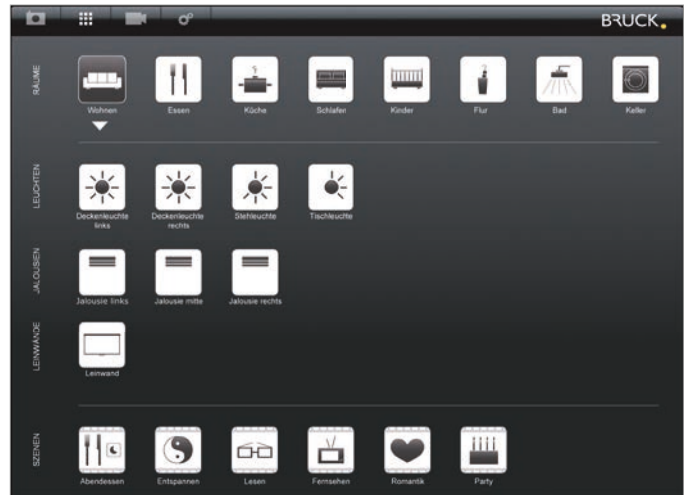 BRUCK.
RÄUME
Wohnen
Essen
Küche
Schlafen
Kinder
Flur
Bad
Keller
LEUCHTEN
Deckenleuchte
links
Deckenleuchte
rechts
Stehleuchte
Tischleuchte
JALOUSIEN
Jalousie links
Jalousie mitte
Jalousie rechts
LEINWÄNDE
Leinwand
SZENEN
Abendessen
Entspannen
Lesen
Fernsehen
Romantik
Party